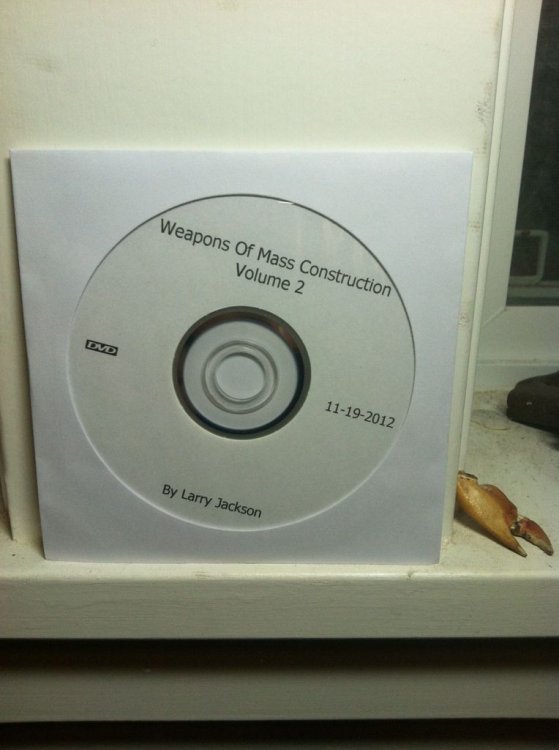 Weapons Of Mass Construction
Volume 2
DVD
11-19-2012
By Larry Jackson